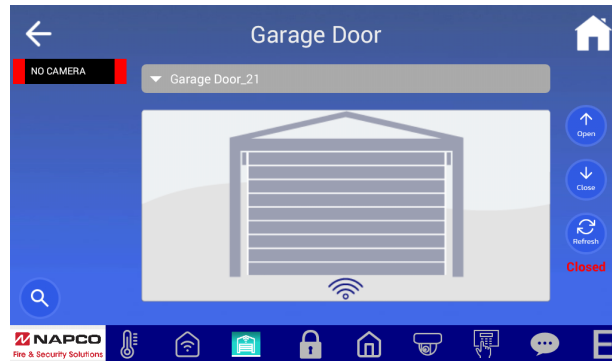 Garage Door
NO CAMERA
Garage Door_21
Open
Close
Refresh
Closed
NAPCO
Fire & Security Solutions